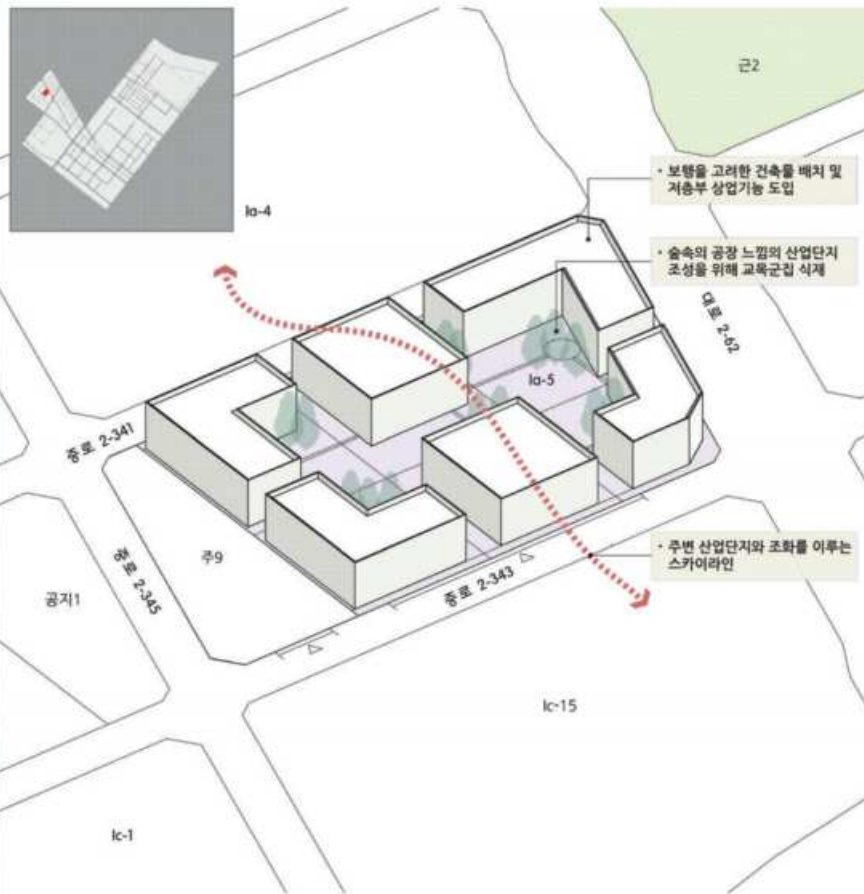 근2
• 보행을 고려한 건축물 배치 및
저층부 상업기능 도입
Ia-4
• 숲속의 공장 느낌의 산업단지
조성을 위해 교목군집 식재
대로 2-62
Ia-5
중로 2-341
주9
• 주변 산업단지와 조화를 이루는
스카이라인
중로 2-345
중로 2-343
공지1
Ic-15
Ic-1